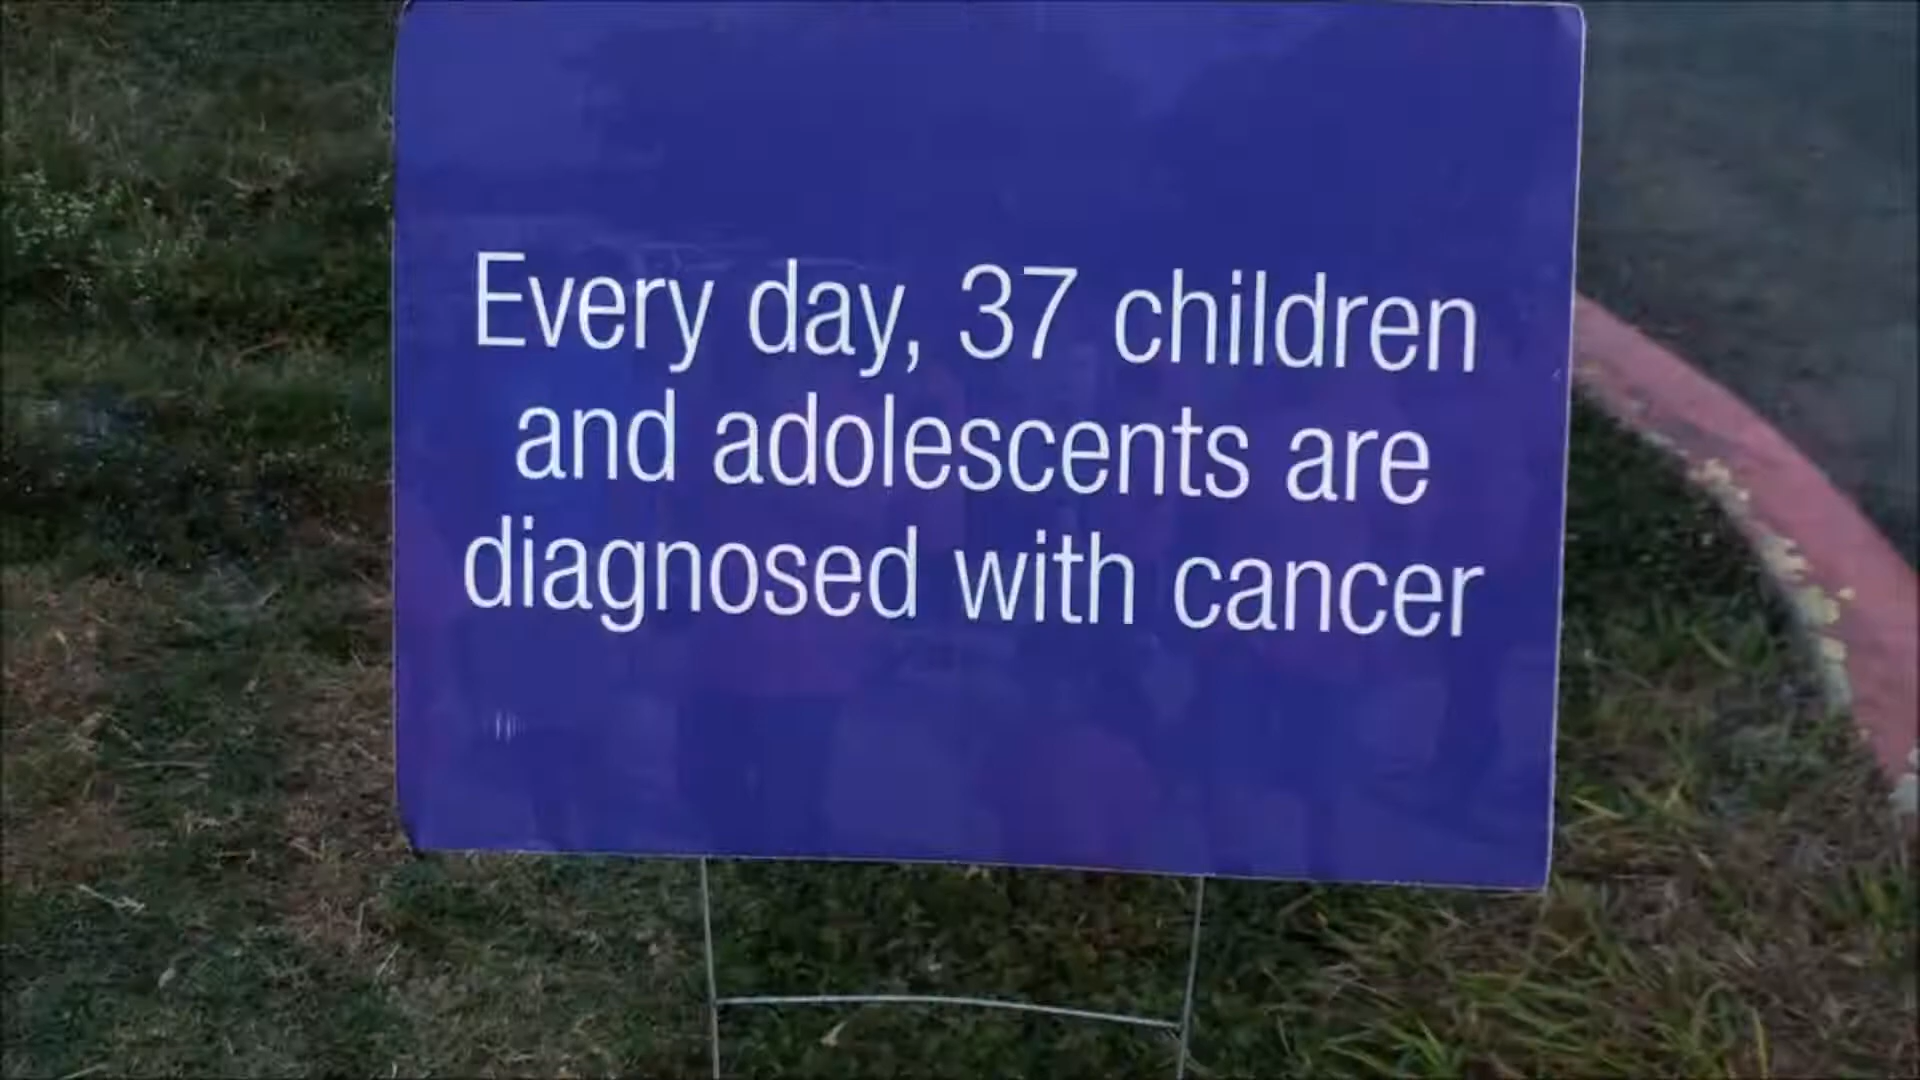 Every day, 37 children
and adolescents are
diagnosed with cancer